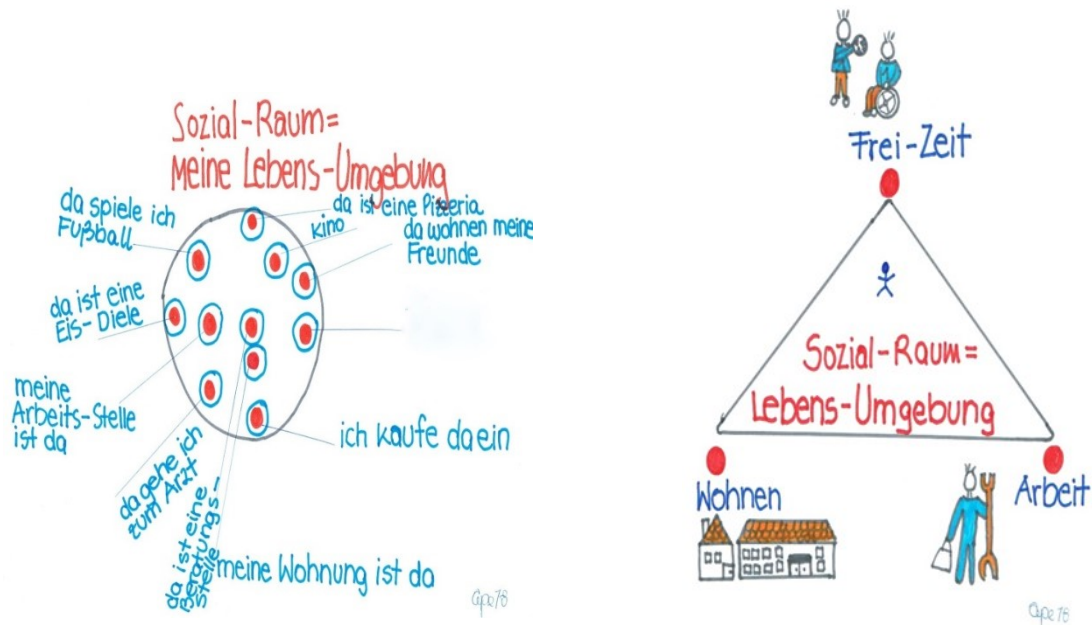 Sozial-Raum=
Meine Lebens-Umgebung
da spiele ich
Fußball
da ist eine Pizzeria
Kino
da wohnen meine
Freunde
da ist eine
Eis-Diele
meine
Arbeits-Stelle
ist da
ich kaufe da ein
da gehe ich
zum Arzt
da ist eine
Beratungs-
stelle
meine Wohnung ist da
Frei-Zeit
Sozial-Raum=
Lebens-Umgebung
Wohnen
Arbeit